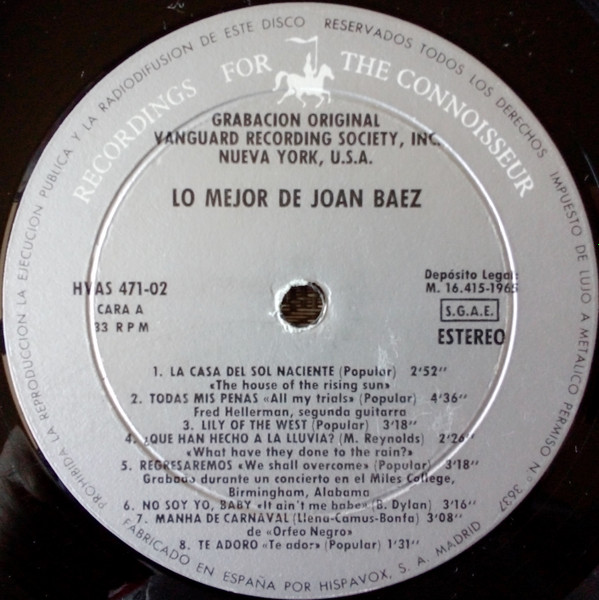 RESERVADOS TODOS LOS DERECHOS IMPUESTO DE LUJO A METALICO PERMISO N° 3637
PROHIBIDA LA REPRODUCCION LA EJECUCION PUBLICA Y LA RADIODIFUSION DE ESTE DISCO
RECORDINGS FOR THE CONNOISSEUR
GRABACION ORIGINAL
VANGUARD RECORDING SOCIETY, INC.
NUEVA YORK, U.S.A.
LO MEJOR DE JOAN BAEZ
HVAS 471-02
CARA A
33 RPM
Depósito Legal:
M. 16.415-1965
S.G.A.E.
ESTEREO
1. LA CASA DEL SOL NACIENTE (Popular) 2'52''
«The house of the rising sun»
2. TODAS MIS PENAS «All my trials» (Popular) 4'36''
Fred Hellerman, segunda guitarra
3. LILY OF THE WEST (Popular) 3'18''
4. ¿QUE HAN HECHO A LA LLUVIA? (M. Reynolds) 2'26''
«What have they done to the rain?»
5. REGRESAREMOS «We shall overcome» (Popular) 3'18''
Grabado durante un concierto en el Miles College,
Birmingham, Alabama
6. NO SOY YO, BABY «It ain't me babe» (B. Dylan) 3'16''
7. MANHA DE CARNAVAL (Llena-Camus-Bonfa) 3'08''
de «Orfeo Negro»
8. TE ADORO «Te ador» (Popular) 1'31''
FABRICADO EN ESPAÑA POR HISPAVOX, S. A. MADRID